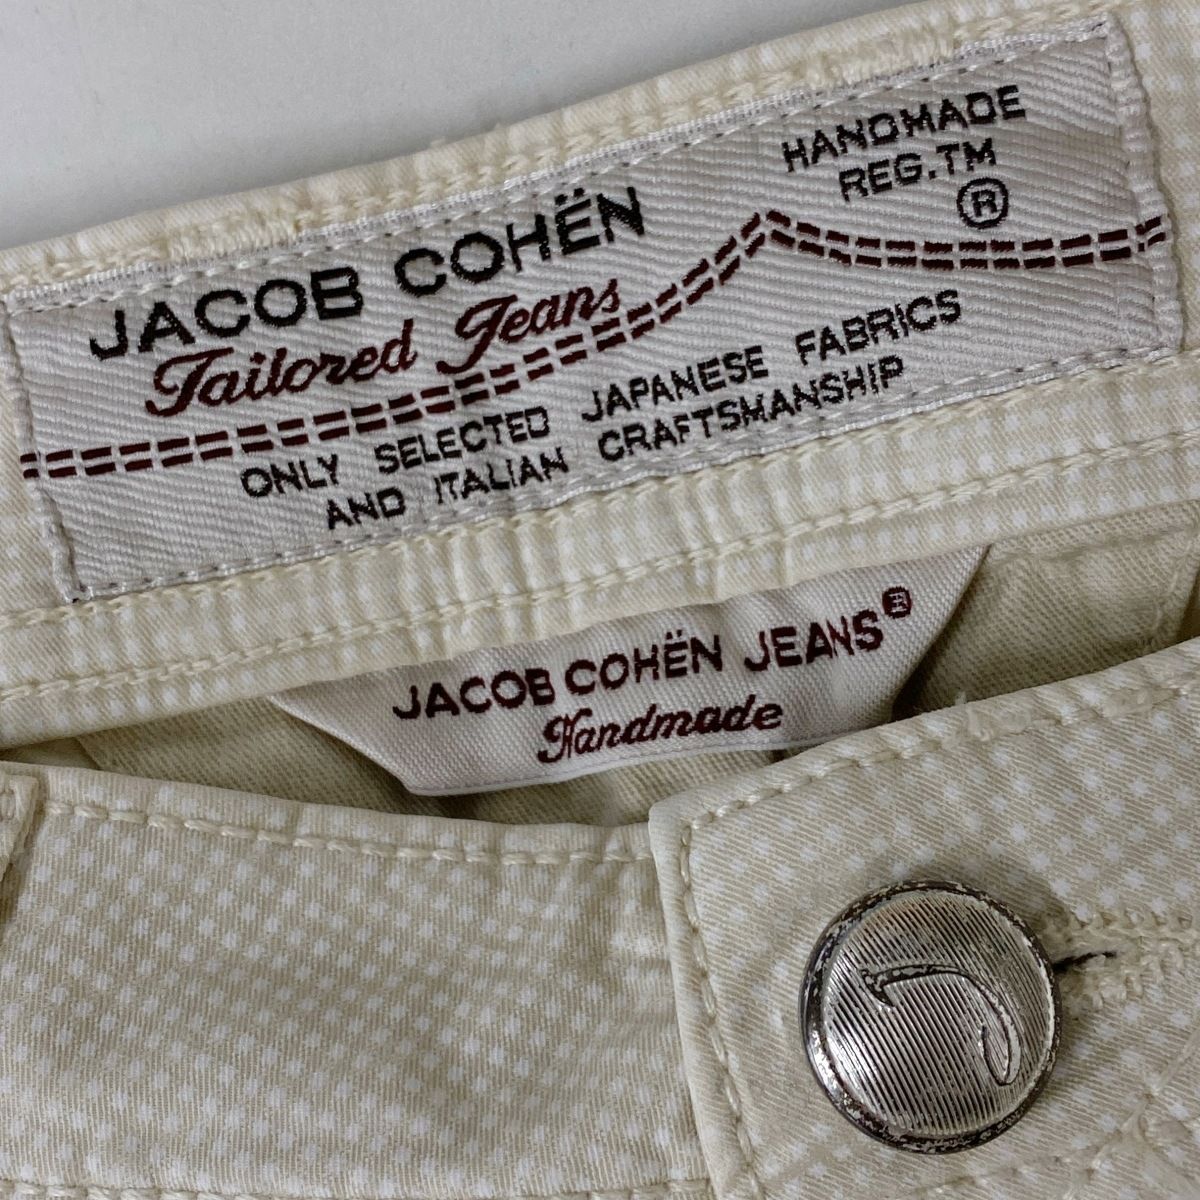 HANDMADE
REG.TM
®
JACOB COHËN
Tailored Jeans
ONLY SELECTED JAPANESE FABRICS
AND ITALIAN CRAFTSMANSHIP
JACOB COHËN JEANS®
Handmade
J